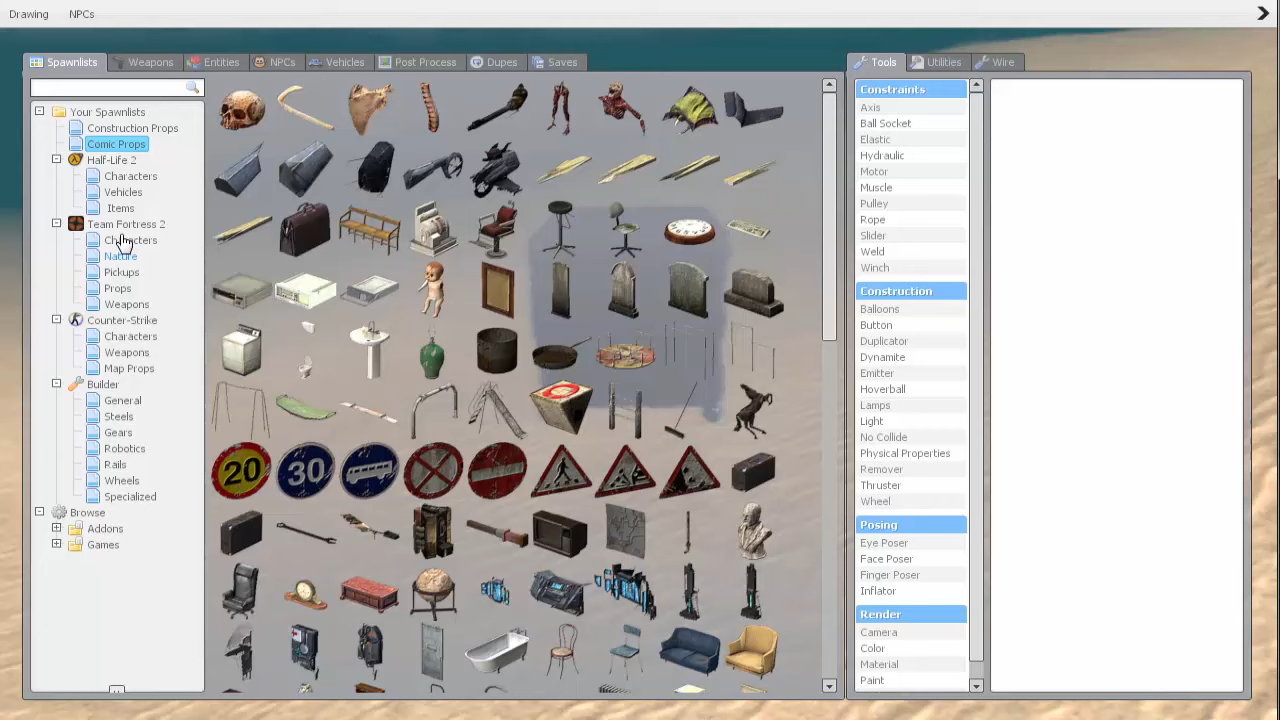 Drawing NPCs
Spawnlists Weapons Entities NPCs Vehicles Post Process Dupes Saves
Your Spawnlists
Construction Props
Comic Props
Half-Life 2
Characters
Vehicles
Items
Team Fortress 2
Characters
Nature
Pickups
Props
Weapons
Counter-Strike
Characters
Weapons
Map Props
Builder
General
Steels
Gears
Robotics
Rails
Wheels
Specialized
Browse
Addons
Games
20 30
Tools Utilities Wire
Constraints
Axis
Ball Socket
Elastic
Hydraulic
Motor
Muscle
Pulley
Rope
Slider
Weld
Winch
Construction
Balloons
Button
Duplicator
Dynamite
Emitter
Hoverball
Lamps
Light
No Collide
Physical Properties
Remover
Thruster
Wheel
Posing
Eye Poser
Face Poser
Finger Poser
Inflator
Render
Camera
Color
Material
Paint